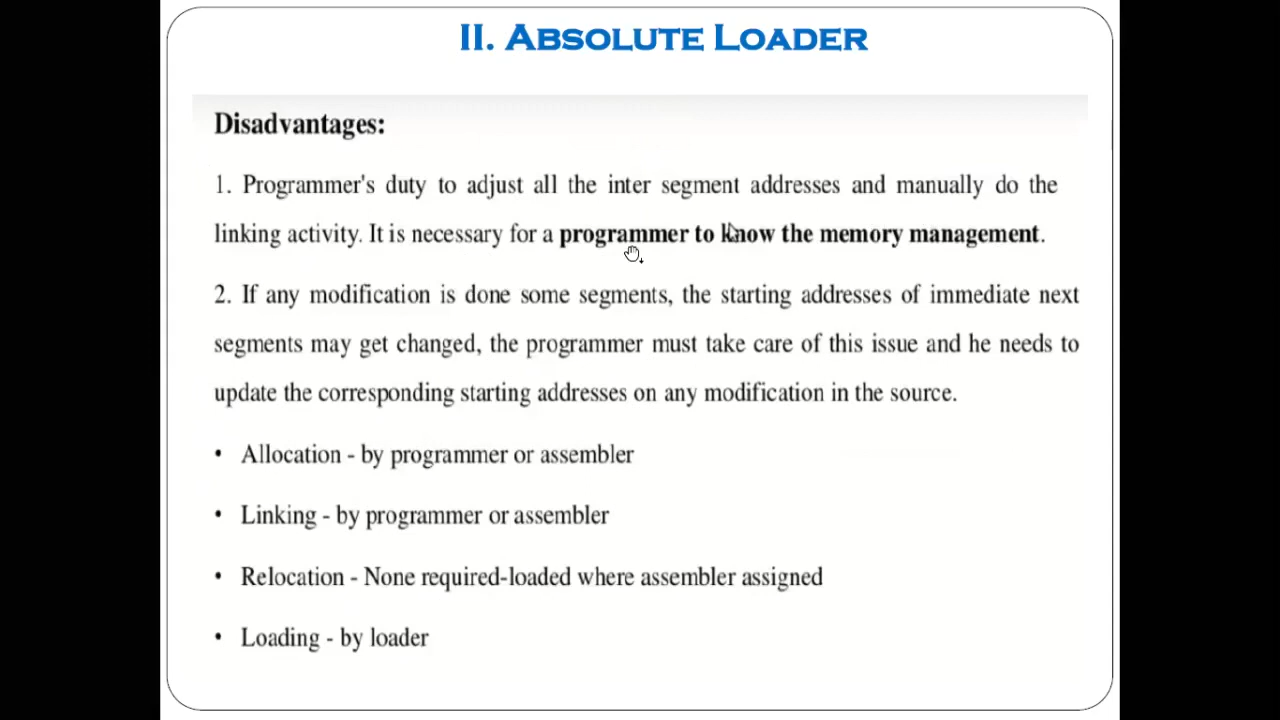 II. ABSOLUTE LOADER
Disadvantages:
1. Programmer's duty to adjust all the inter segment addresses and manually do the
linking activity. It is necessary for a programmer to know the memory management.
2. If any modification is done some segments, the starting addresses of immediate next
segments may get changed, the programmer must take care of this issue and he needs to
update the corresponding starting addresses on any modification in the source.
• Allocation - by programmer or assembler
• Linking - by programmer or assembler
• Relocation - None required-loaded where assembler assigned
• Loading - by loader